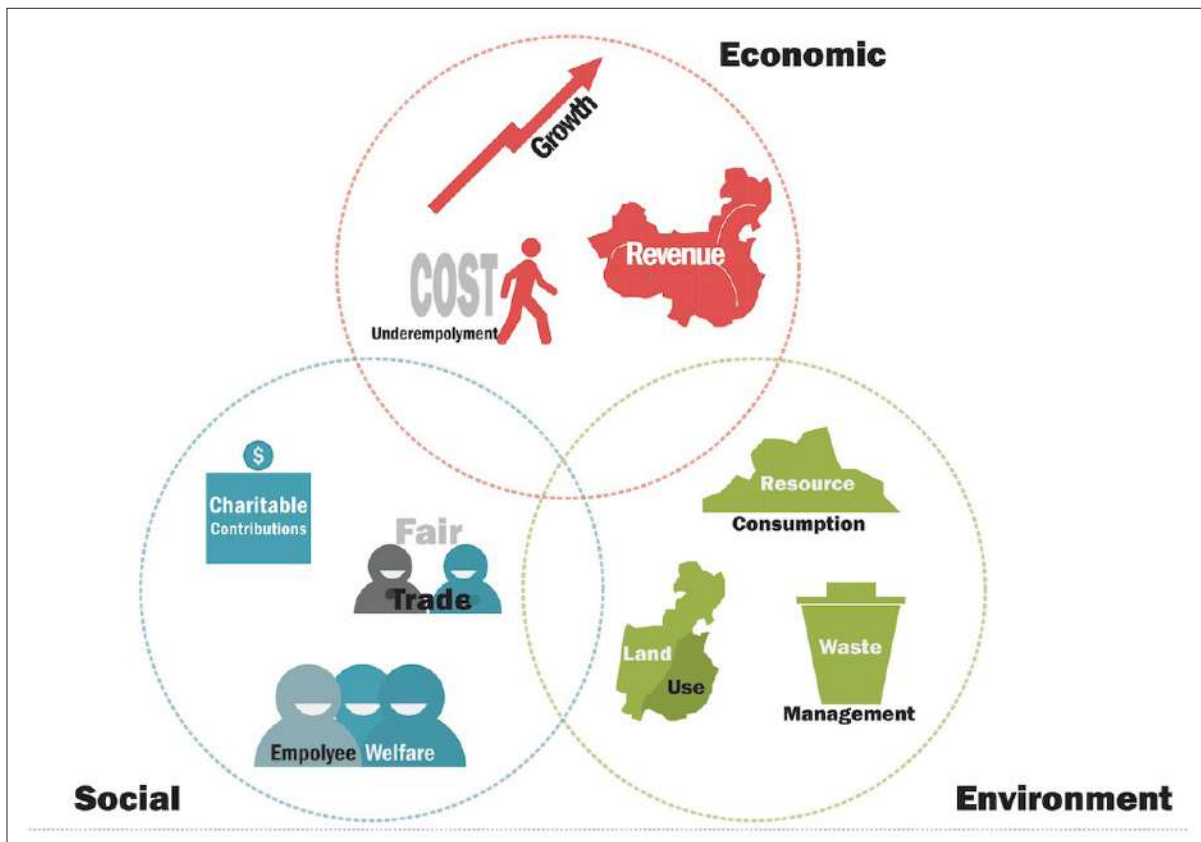 Economic
Growth
Revenue
COST
Underempolyment
$
Charitable
Contributions
Fair
Trade
Empolyee Welfare
Social
Resource
Consumption
Land
Use
Waste
Management
Environment